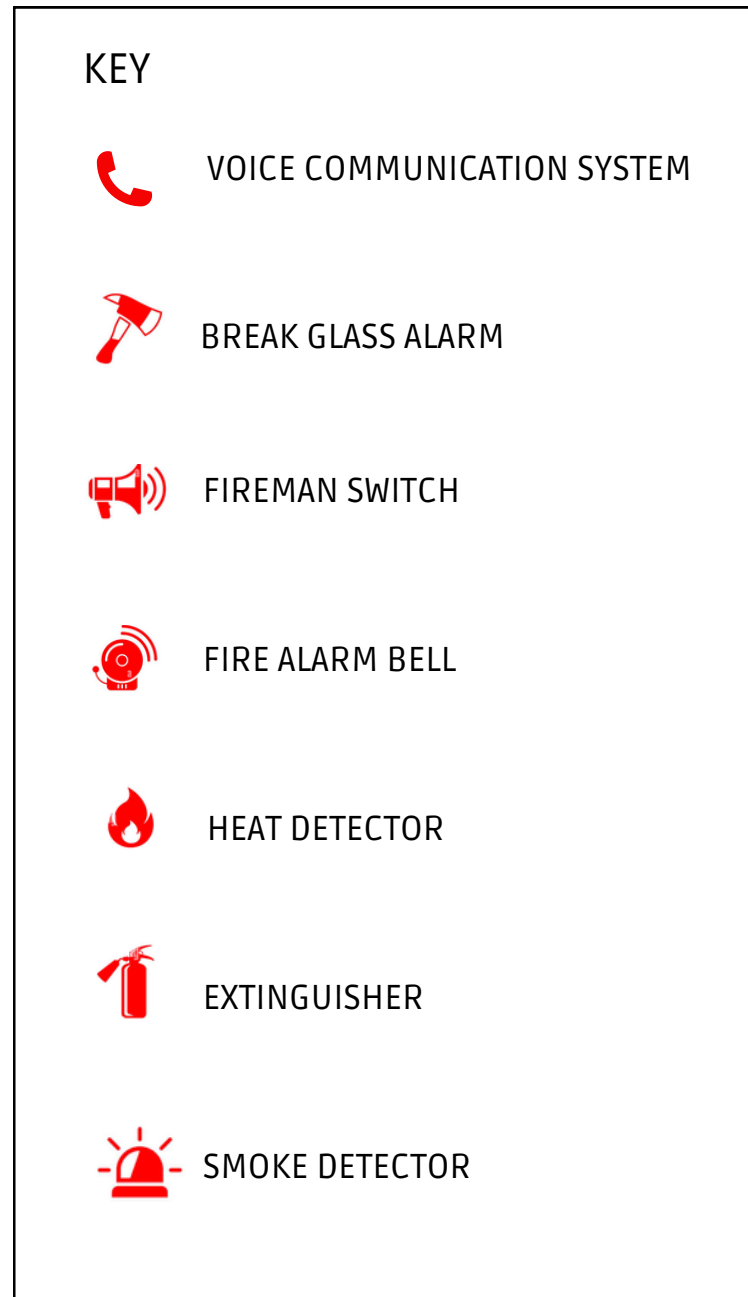 KEY
VOICE COMMUNICATION SYSTEM
BREAK GLASS ALARM
FIREMAN SWITCH
FIRE ALARM BELL
HEAT DETECTOR
EXTINGUISHER
SMOKE DETECTOR